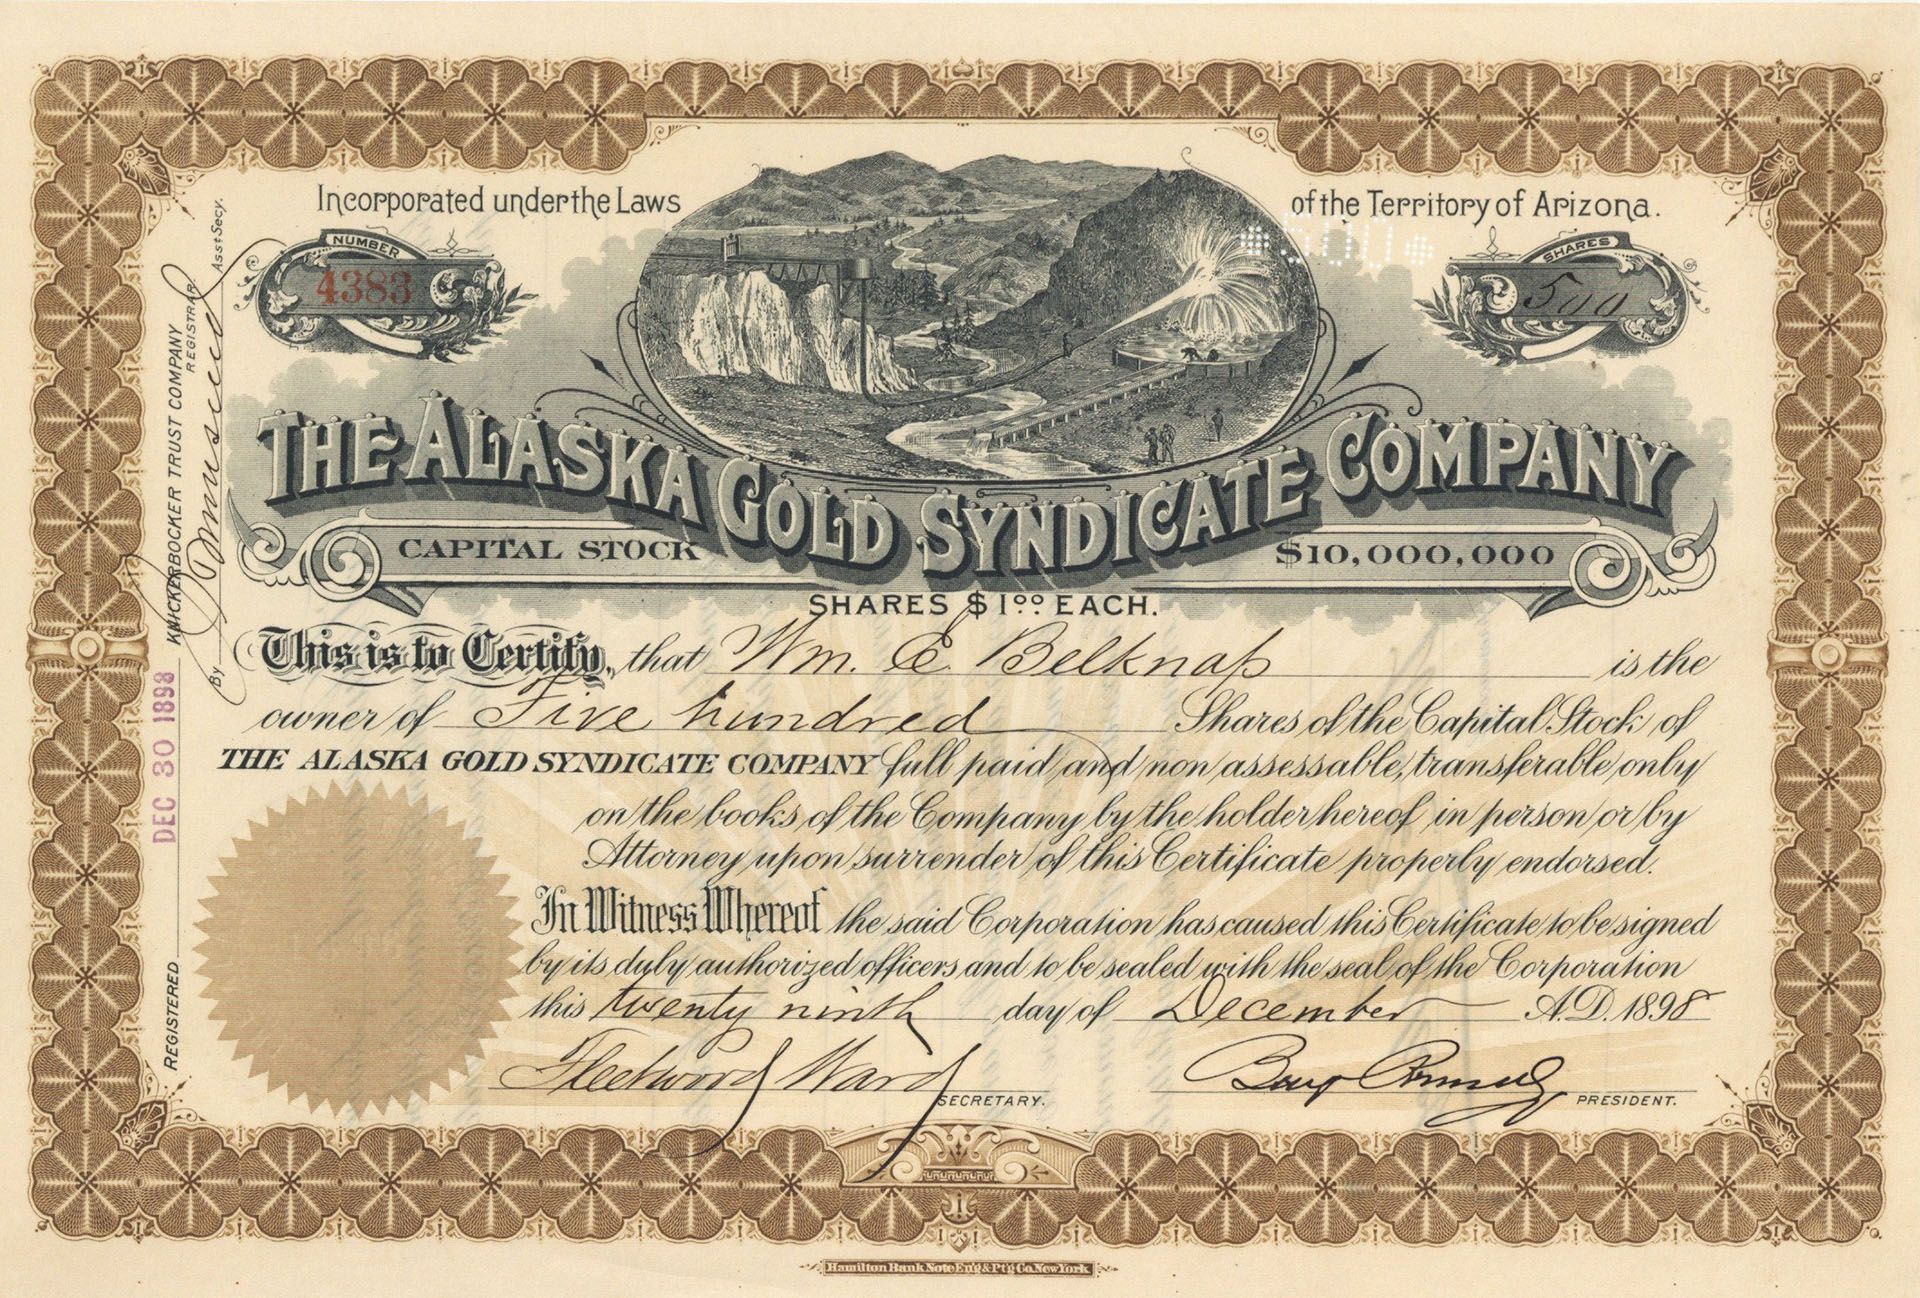 Incorporated under the Laws of the Territory of Arizona.
NUMBER
4383
*500*
SHARES
500
THE ALASKA GOLD SYNDICATE COMPANY
CAPITAL STOCK $10,000,000
SHARES $1.00 EACH.
This is to Certify, that Wm. E. Belknap is the
owner of Five hundred Shares of the Capital Stock of
THE ALASKA GOLD SYNDICATE COMPANY full paid and non assessable, transferable only
on the books of the Company by the holder hereof in person or by
Attorney upon surrender of this Certificate properly endorsed.
In Witness Whereof the said Corporation has caused this Certificate to be signed
by its duly authorized officers and to be sealed with the seal of the Corporation
this twenty ninth day of December A.D. 1898
Fleetwood Ward
SECRETARY.
PRESIDENT.
REGISTERED DEC 30 1898 KNICKERBOCKER TRUST COMPANY
REGISTRAR
By Asst Secy.
Hamilton Bank Note Eng & Ptg Co. New York